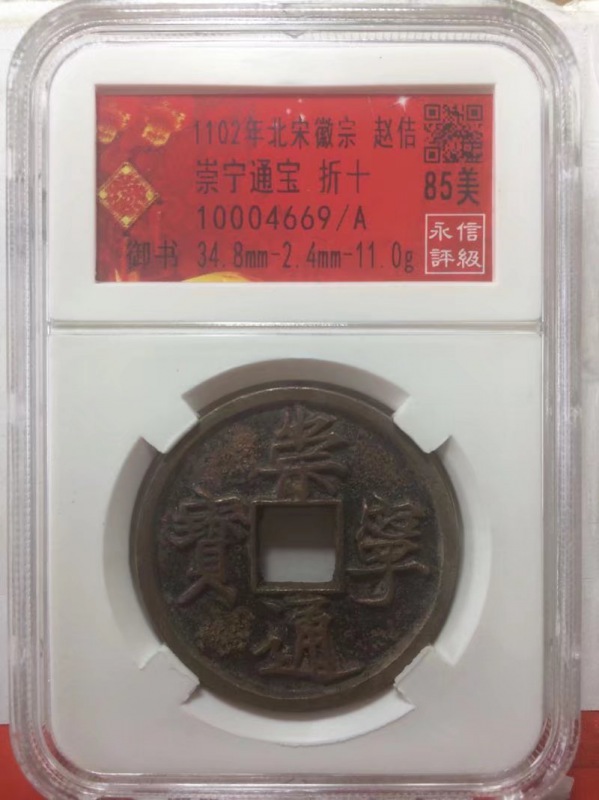 1102年北宋徽宗 赵佶
崇宁通宝 折十
85美
10004669/A
御书 34.8mm-2.4mm-11.0g
永信
評級
崇
寧
通
寳